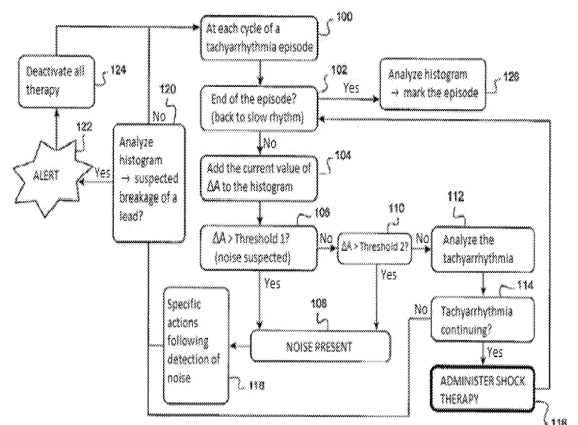 100
At each cycle of a
tachyarrhythmia episode
102
End of the episode?
(back to slow rhythm)
Yes
126
Analyze histogram
→ mark the episode
No
104
Add the current value of
ΔA to the histogram
106
ΔA > Threshold 1?
(noise suspected)
No
110
ΔA > Threshold 2?
No
112
Analyze the
tachyarrhythmia
Yes
Yes
108
NOISE PRESENT
114
Tachyarrhythmia
continuing?
No
Yes
ADMINISTER SHOCK
THERAPY
116
Specific
actions
following
detection of
noise
118
120
No
Analyze
histogram
→ suspected
breakage of a
lead?
Yes
122
ALERT
Deactivate all
therapy
124